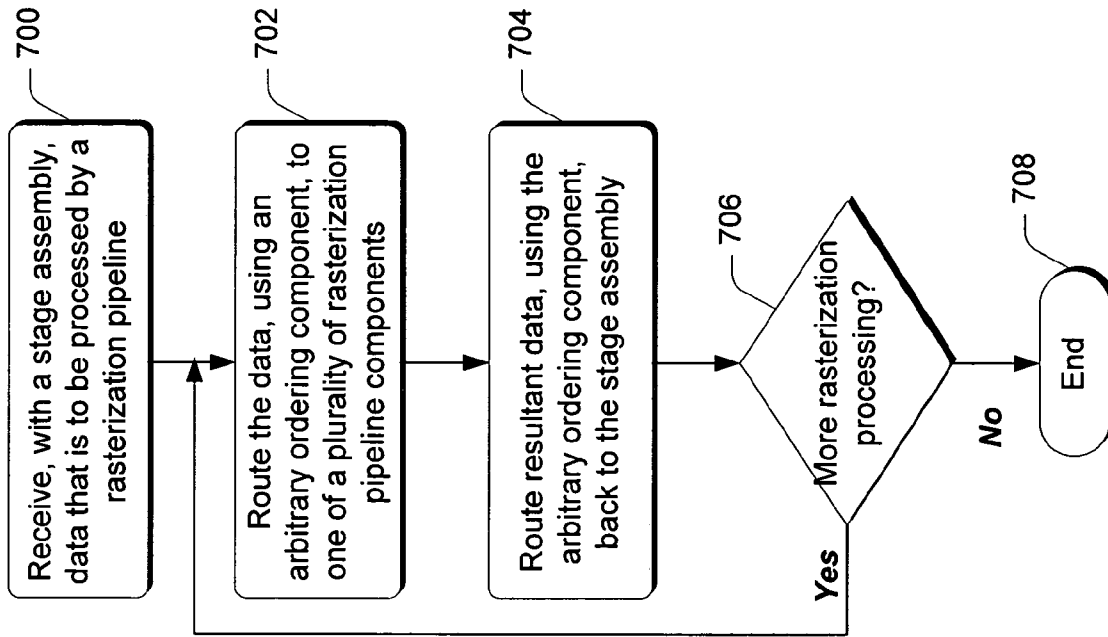 700
Receive, with a stage assembly,
data that is to be processed by a
rasterization pipeline
702
Route the data, using an
arbitrary ordering component, to
one of a plurality of rasterization
pipeline components
704
Route resultant data, using the
arbitrary ordering component,
back to the stage assembly
706
More rasterization
processing?
Yes
No
708
End